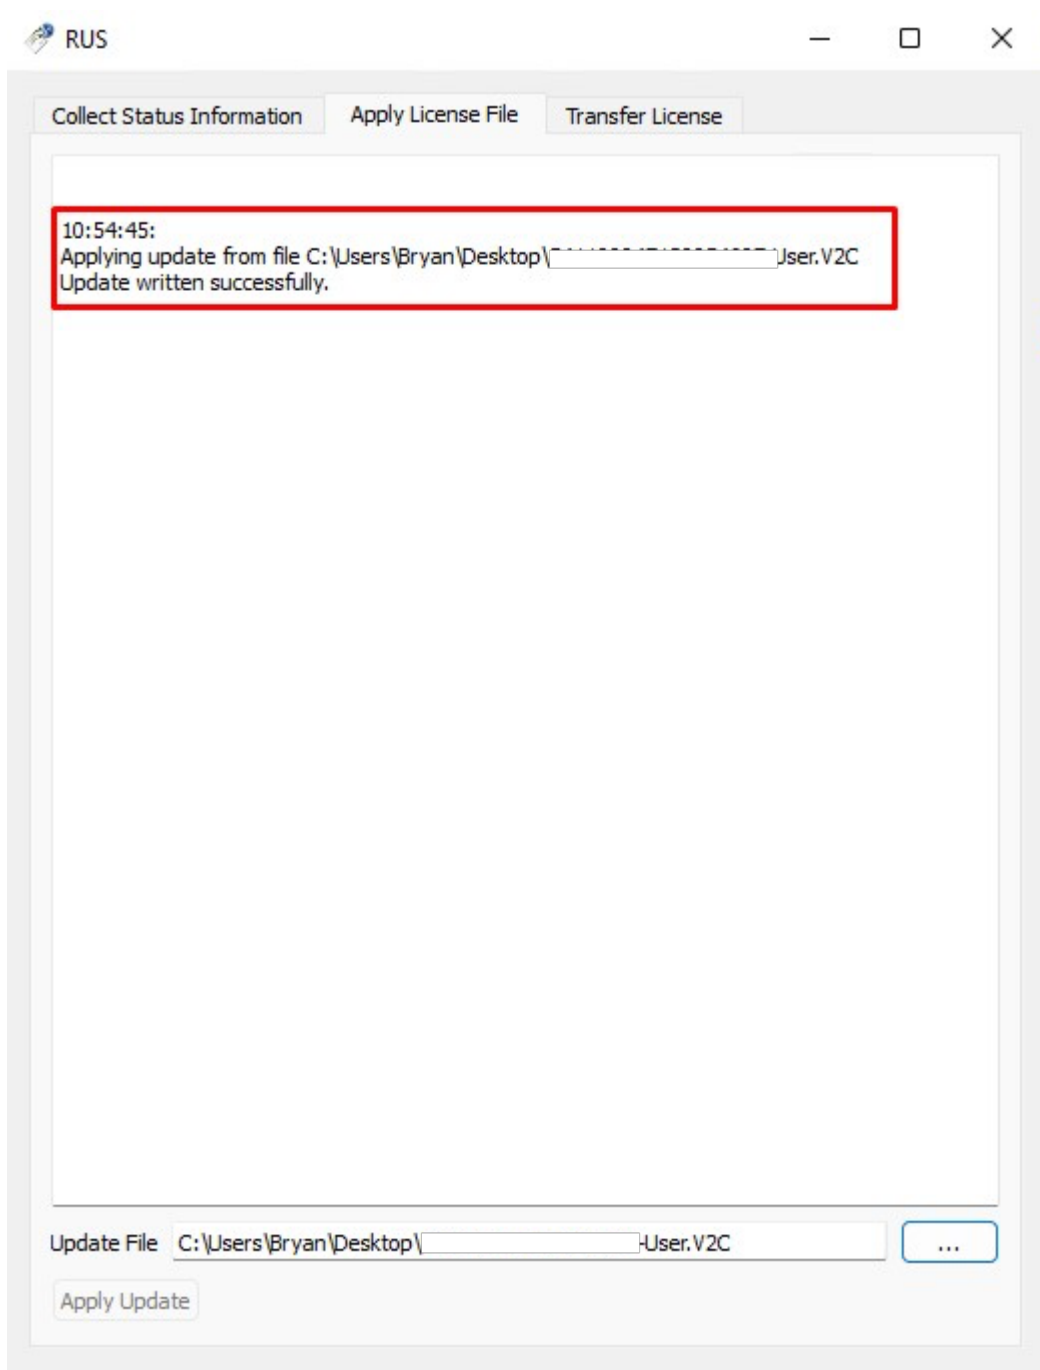 RUS
Collect Status Information
Apply License File
Transfer License
10:54:45:
Applying update from file C:\Users\Bryan\Desktop\ User.V2C
Update written successfully.
Update File C:\Users\Bryan\Desktop\ -User.V2C
...
Apply Update